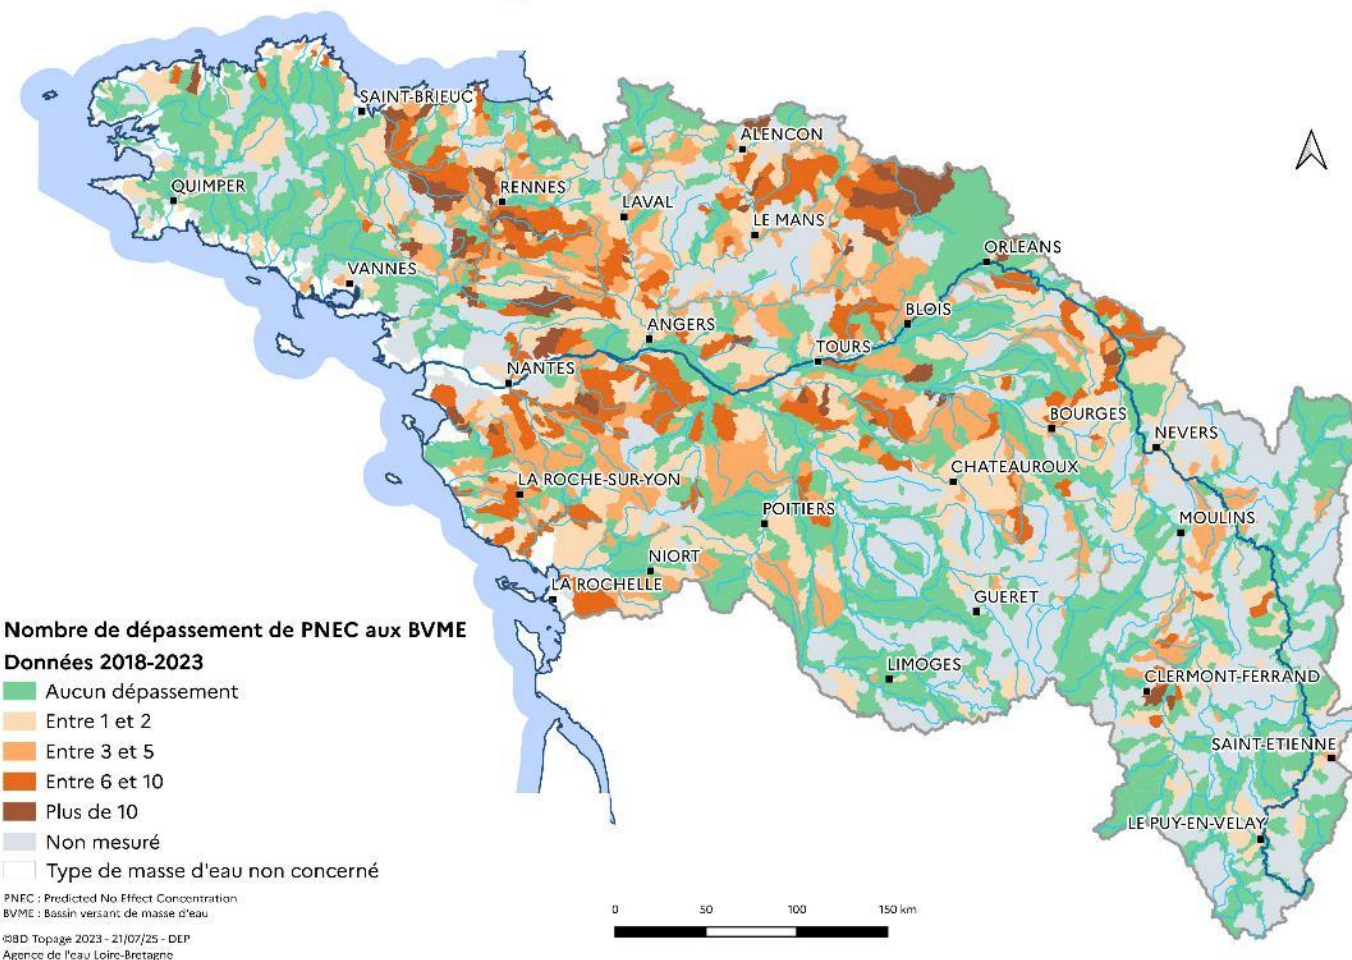 SAINT-BRIEUC
ALENCON
QUIMPER
RENNES
LAVAL
LE MANS
ORLEANS
VANNES
BLOIS
ANGERS
TOURS
NANTES
BOURGES
NEVERS
CHATEAUROUX
LA ROCHE-SUR-YON
POITIERS
MOULINS
NIORT
LA ROCHELLE
GUERET
LIMOGES
CLERMONT-FERRAND
SAINT-ETIENNE
LE PUY-EN-VELAY
Nombre de dépassement de PNEC aux BVME
Données 2018-2023
Aucun dépassement
Entre 1 et 2
Entre 3 et 5
Entre 6 et 10
Plus de 10
Non mesuré
Type de masse d'eau non concerné
PNEC : Predicted No Effect Concentration
BVME : Bassin versant de masse d'eau
©BD Topage 2023 - 21/07/25 - DEP
Agence de l'eau Loire-Bretagne
0 50 100 150 km